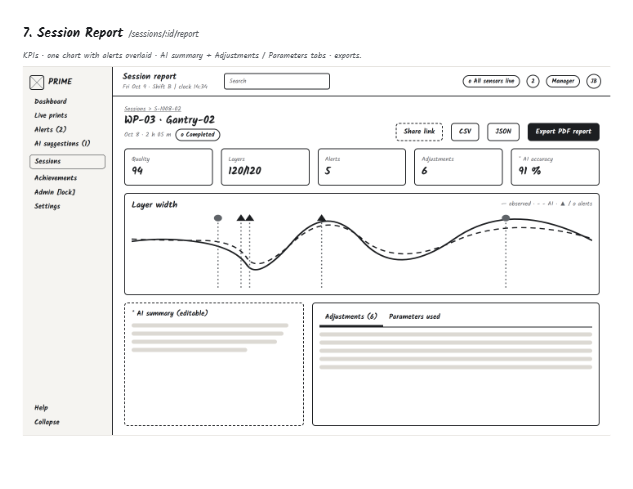 7. Session Report /sessions/:id/report
KPIs · one chart with alerts overlaid · AI summary + Adjustments / Parameters tabs · exports.
PRIME
Dashboard
Live prints
Alerts (2)
AI suggestions (1)
Sessions
Achievements
Admin [lock]
Settings
Help
Collapse
Session report
Fri Oct 9 · Shift B / clock 14:34
Search
All sensors live
2
Manager
JB
Sessions > S-1008-02
WP-03 · Gantry-02
Oct 8 · 2 h 05 m
Completed
Share link
CSV
JSON
Export PDF report
Quality
94
Layers
120/120
Alerts
5
Adjustments
6
* AI accuracy
91 %
Layer width
— observed · - - AI · ▲ / o alerts
* AI summary (editable)
Adjustments (6)
Parameters used